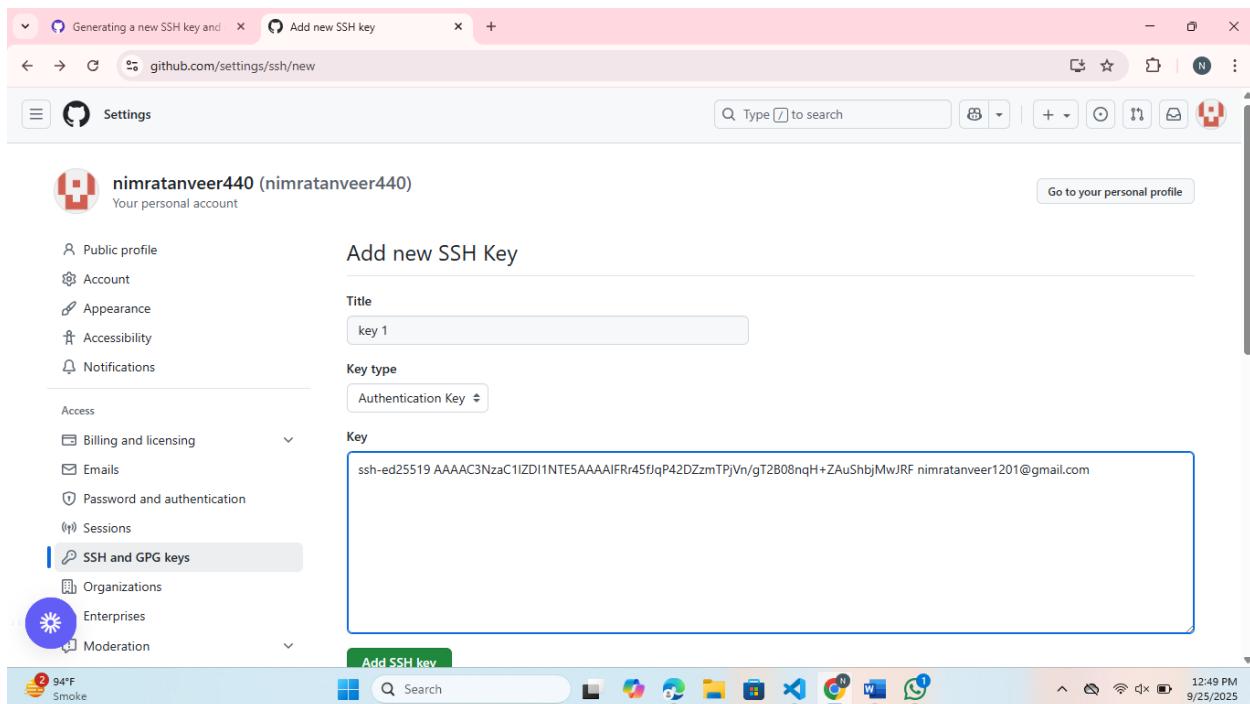 Generating a new SSH key and
Add new SSH key
github.com/settings/ssh/new
N
Settings
Type / to search
nimratanveer440 (nimratanveer440)
Your personal account
Go to your personal profile
Public profile
Account
Appearance
Accessibility
Notifications
Access
Billing and licensing
Emails
Password and authentication
Sessions
SSH and GPG keys
Organizations
Enterprises
Moderation
Add new SSH Key
Title
key 1
Key type
Authentication Key
Key
ssh-ed25519 AAAAC3NzaC1lZDI1NTE5AAAAIFRr45fJqP42DZzmTPjVn/gT2B08nqH+ZAuShbjMwJRF nimratanveer1201@gmail.com
Add SSH key
2
94°F
Smoke
Search
N
W
1
12:49 PM
9/25/2025